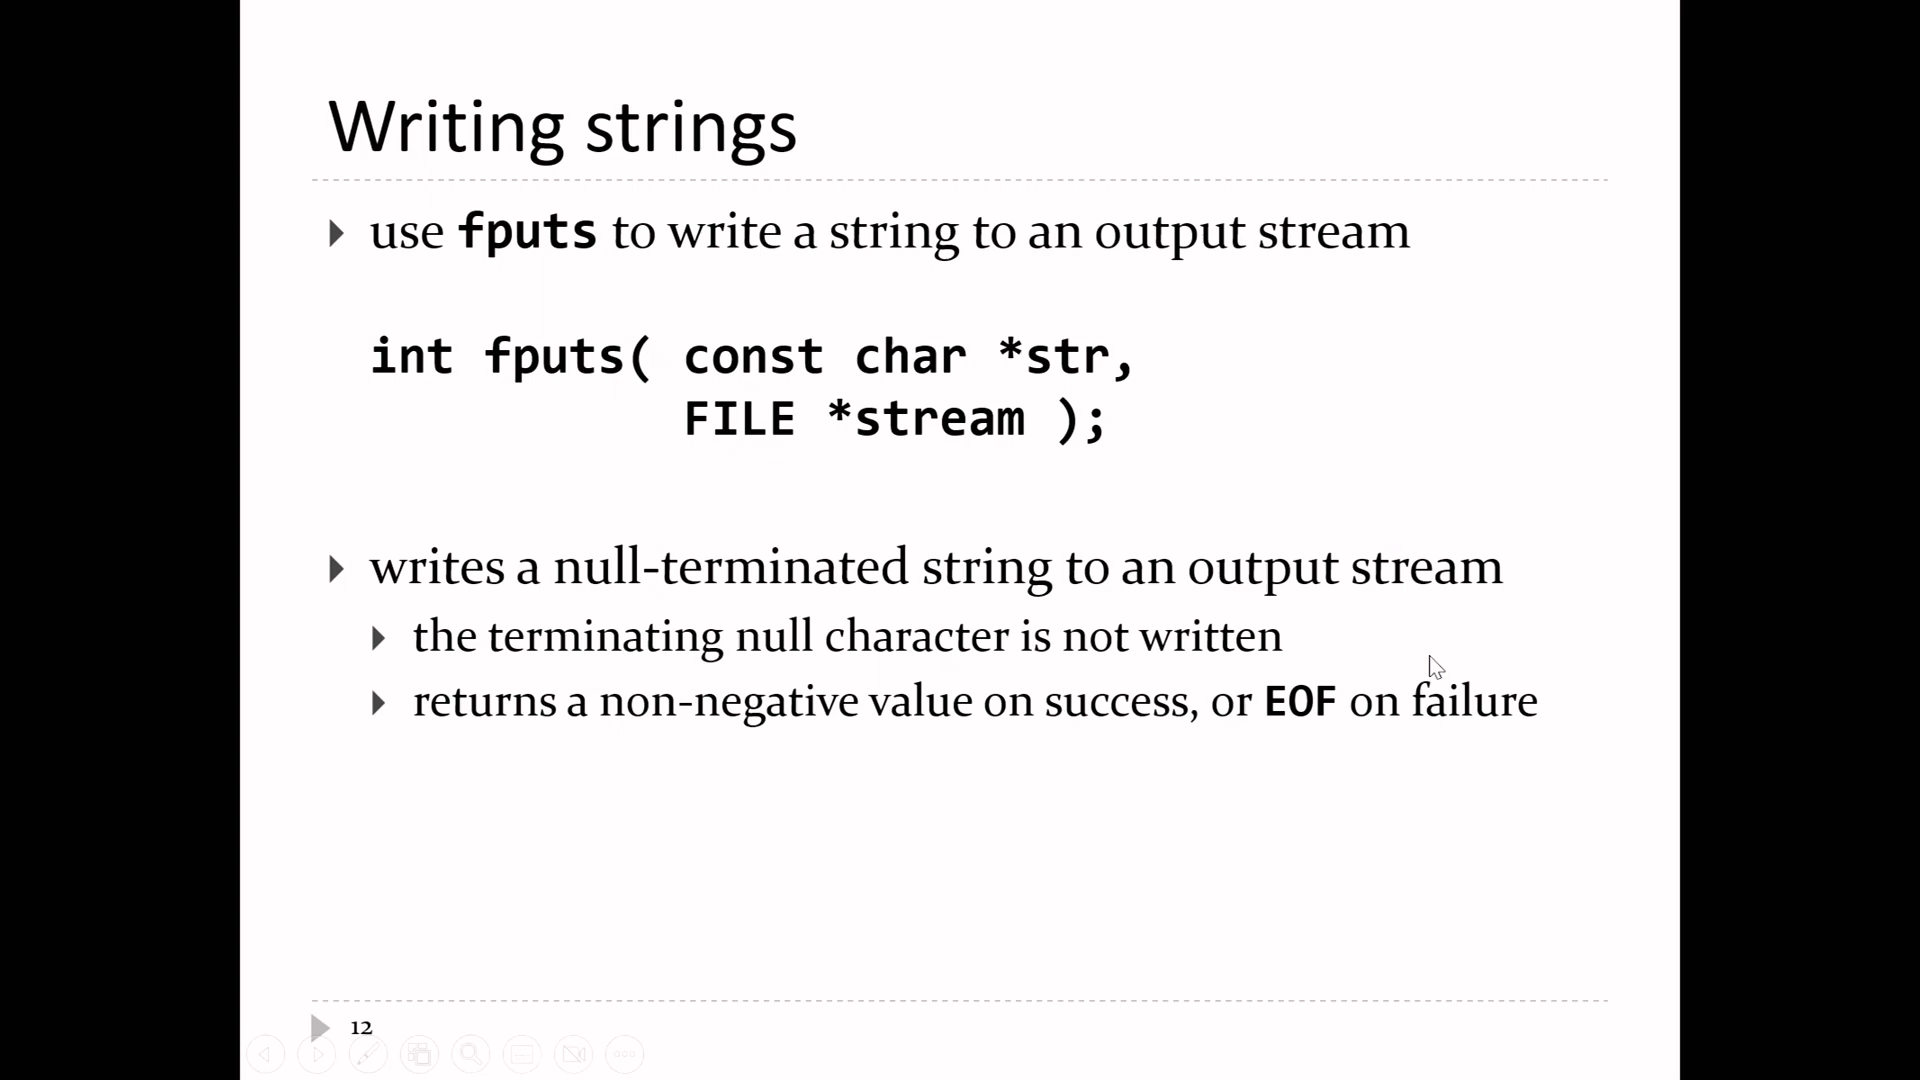 Writing strings
use fputs to write a string to an output stream
int fputs( const char *str,
FILE *stream );
writes a null-terminated string to an output stream
the terminating null character is not written
returns a non-negative value on success, or EOF on failure
12